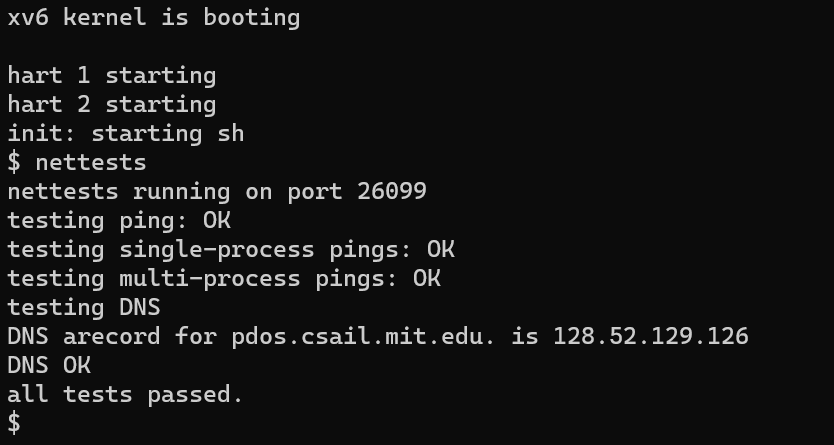 xv6 kernel is booting

hart 1 starting
hart 2 starting
init: starting sh
$ nettests
nettests running on port 26099
testing ping: OK
testing single-process pings: OK
testing multi-process pings: OK
testing DNS
DNS arecord for pdos.csail.mit.edu. is 128.52.129.126
DNS OK
all tests passed.
$